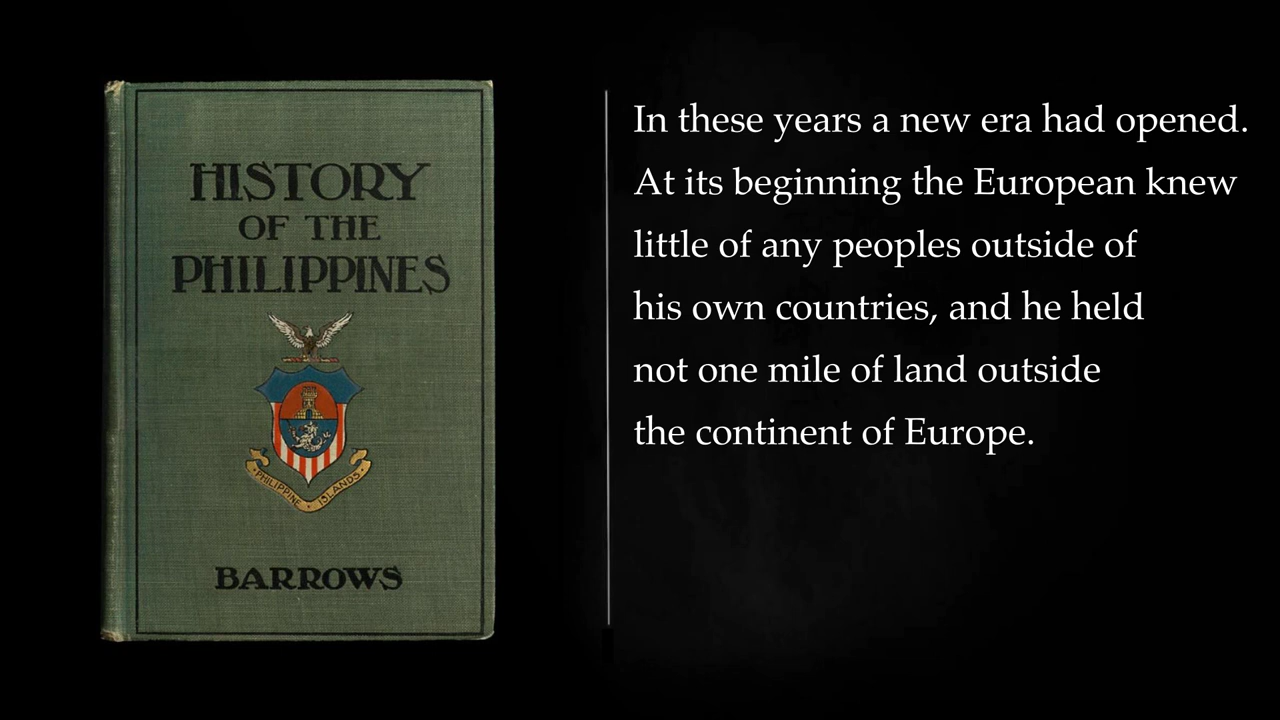 HISTORY
OF THE
PHILIPPINES
PHILIPPINE ISLANDS
BARROWS
In these years a new era had opened.
At its beginning the European knew
little of any peoples outside of
his own countries, and he held
not one mile of land outside
the continent of Europe.